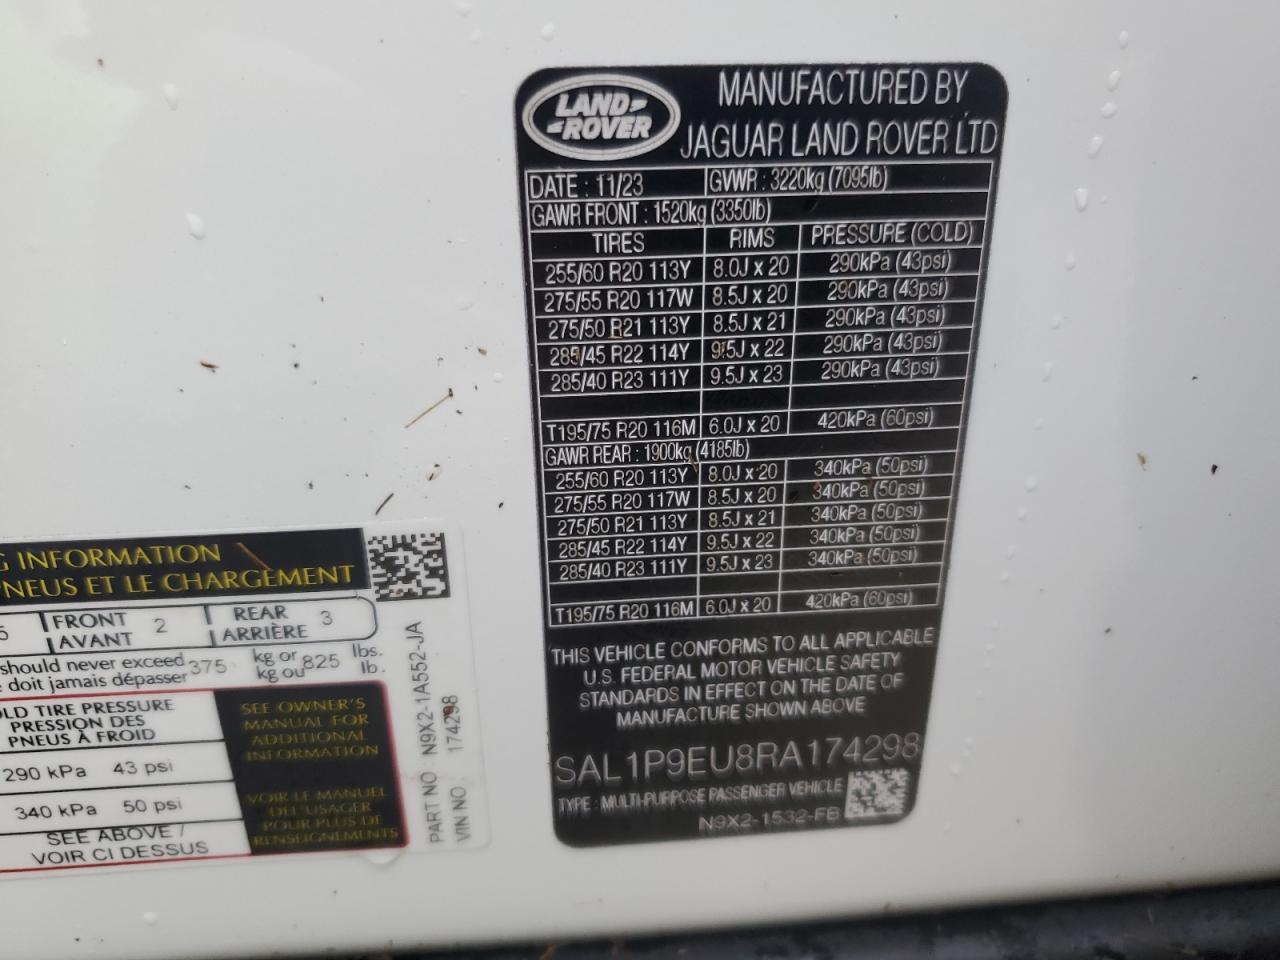 LAND-
-ROVER
MANUFACTURED BY
JAGUAR LAND ROVER LTD
DATE : 11/23 GVWR : 3220kg (7095lb)
GAWR FRONT : 1520kg (3350lb)
TIRES RIMS PRESSURE (COLD)
255/60 R20 113Y 8.0J x 20 290kPa (43psi)
275/55 R20 117W 8.5J x 20 290kPa (43psi)
275/50 R21 113Y 8.5J x 21 290kPa (43psi)
285/45 R22 114Y 9.5J x 22 290kPa (43psi)
285/40 R23 111Y 9.5J x 23 290kPa (43psi)
T195/75 R20 116M 6.0J x 20 420kPa (60psi)
GAWR REAR : 1900kg (4185lb)
255/60 R20 113Y 8.0J x 20 340kPa (50psi)
275/55 R20 117W 8.5J x 20 340kPa (50psi)
275/50 R21 113Y 8.5J x 21 340kPa (50psi)
285/45 R22 114Y 9.5J x 22 340kPa (50psi)
285/40 R23 111Y 9.5J x 23 340kPa (50psi)
T195/75 R20 116M 6.0J x 20 420kPa (60psi)
THIS VEHICLE CONFORMS TO ALL APPLICABLE
U.S. FEDERAL MOTOR VEHICLE SAFETY
STANDARDS IN EFFECT ON THE DATE OF
MANUFACTURE SHOWN ABOVE
SAL1P9EU8RA174298
TYPE : MULTI-PURPOSE PASSENGER VEHICLE
N9X2-1532-FB
G INFORMATION
PNEUS ET LE CHARGEMENT
5 FRONT 2 REAR 3
AVANT ARRIÈRE
should never exceed 375 kg or 825 lbs.
doit jamais dépasser kg ou lb.
OLD TIRE PRESSURE
PRESSION DES
PNEUS À FROID
290 kPa 43 psi
340 kPa 50 psi
SEE ABOVE /
VOIR CI DESSUS
SEE OWNER'S
MANUAL FOR
ADDITIONAL
INFORMATION
VOIR LE MANUEL
DE L'USAGER
POUR PLUS DE
RENSEIGNEMENTS
PART NO N9X2-1A552-JA
VIN NO 174298